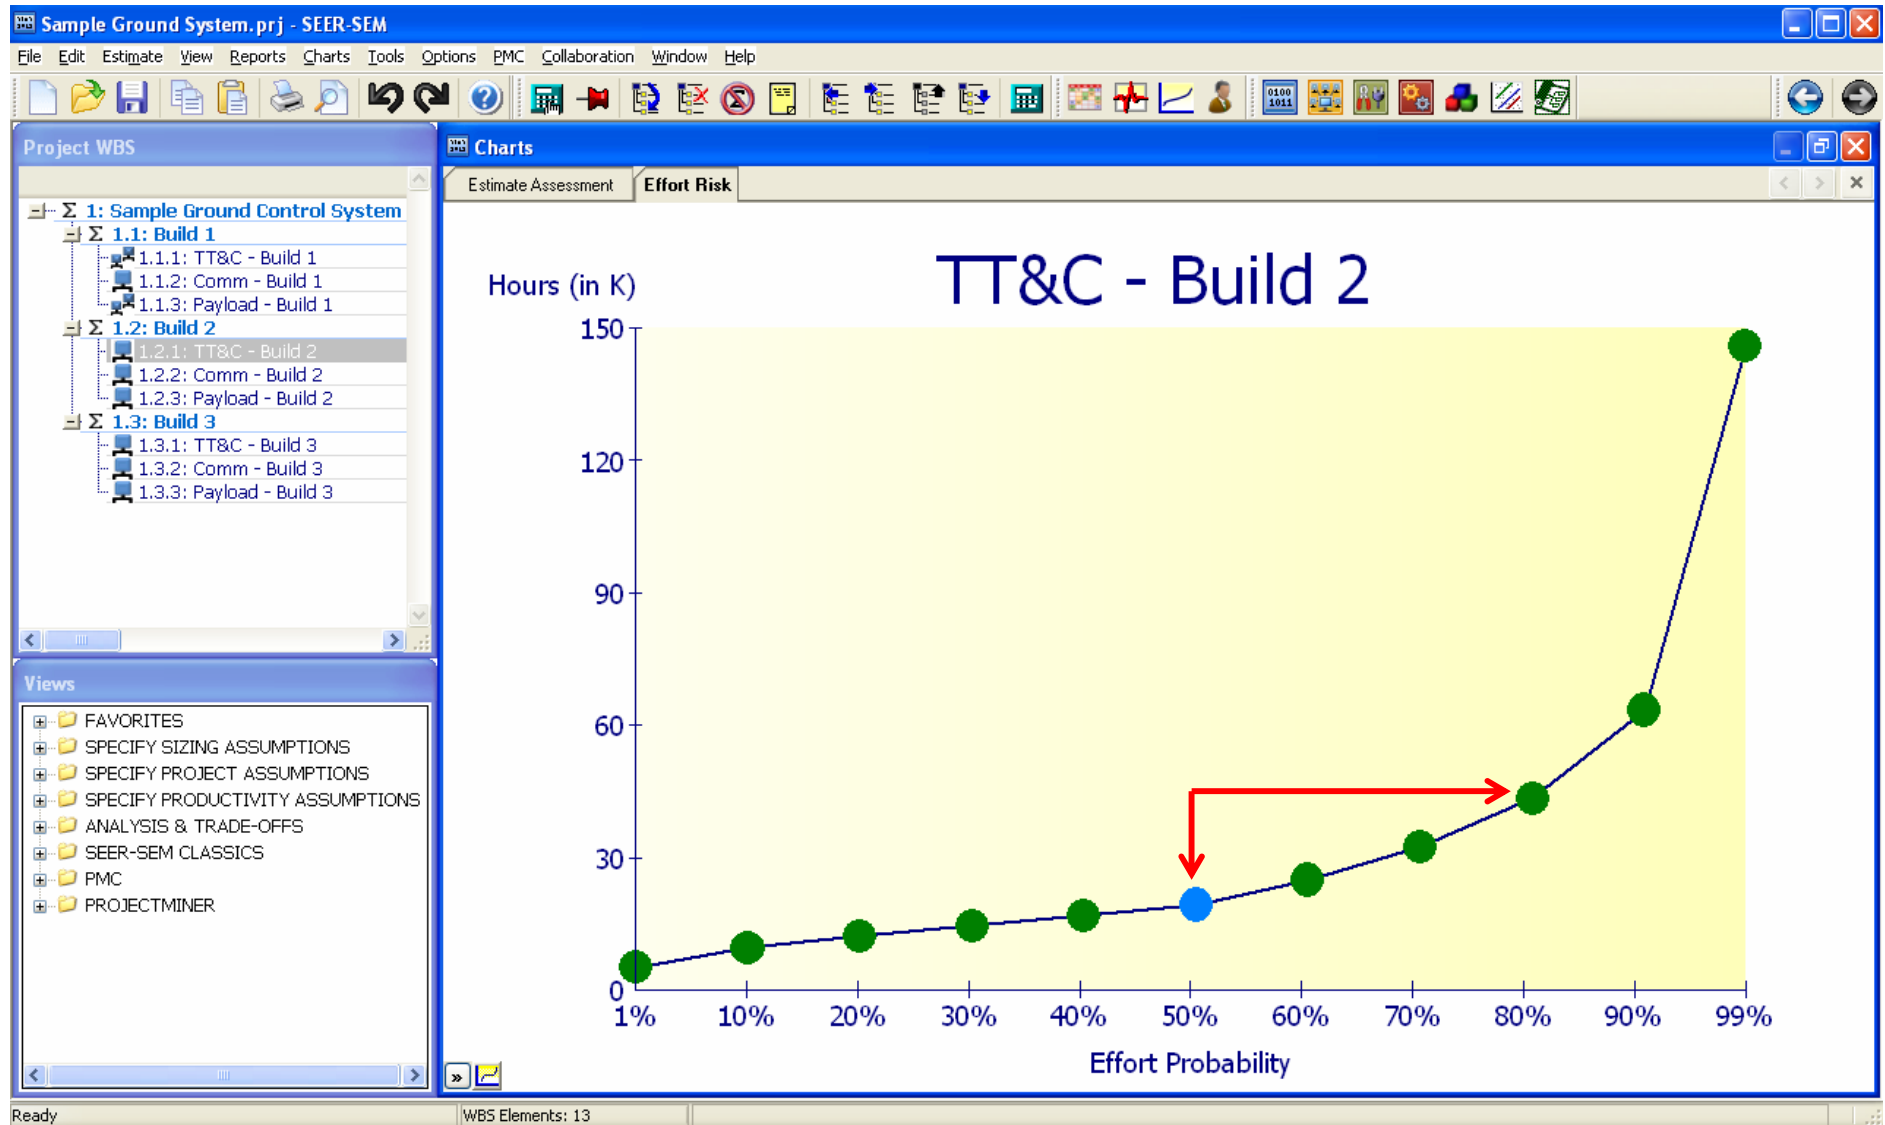 Sample Ground System.prj - SEER-SEM
File Edit Estimate View Reports Charts Tools Options PMC Collaboration Window Help
0100
1011
Project WBS
1: Sample Ground Control System
1.1: Build 1
1.1.1: TT&C - Build 1
1.1.2: Comm - Build 1
1.1.3: Payload - Build 1
1.2: Build 2
1.2.1: TT&C - Build 2
1.2.2: Comm - Build 2
1.2.3: Payload - Build 2
1.3: Build 3
1.3.1: TT&C - Build 3
1.3.2: Comm - Build 3
1.3.3: Payload - Build 3
Views
FAVORITES
SPECIFY SIZING ASSUMPTIONS
SPECIFY PROJECT ASSUMPTIONS
SPECIFY PRODUCTIVITY ASSUMPTIONS
ANALYSIS & TRADE-OFFS
SEER-SEM CLASSICS
PMC
PROJECTMINER
Charts
Estimate Assessment Effort Risk
TT&C - Build 2
Hours (in K)
150
120
90
60
30
0
1% 10% 20% 30% 40% 50% 60% 70% 80% 90% 99%
Effort Probability
Ready WBS Elements: 13